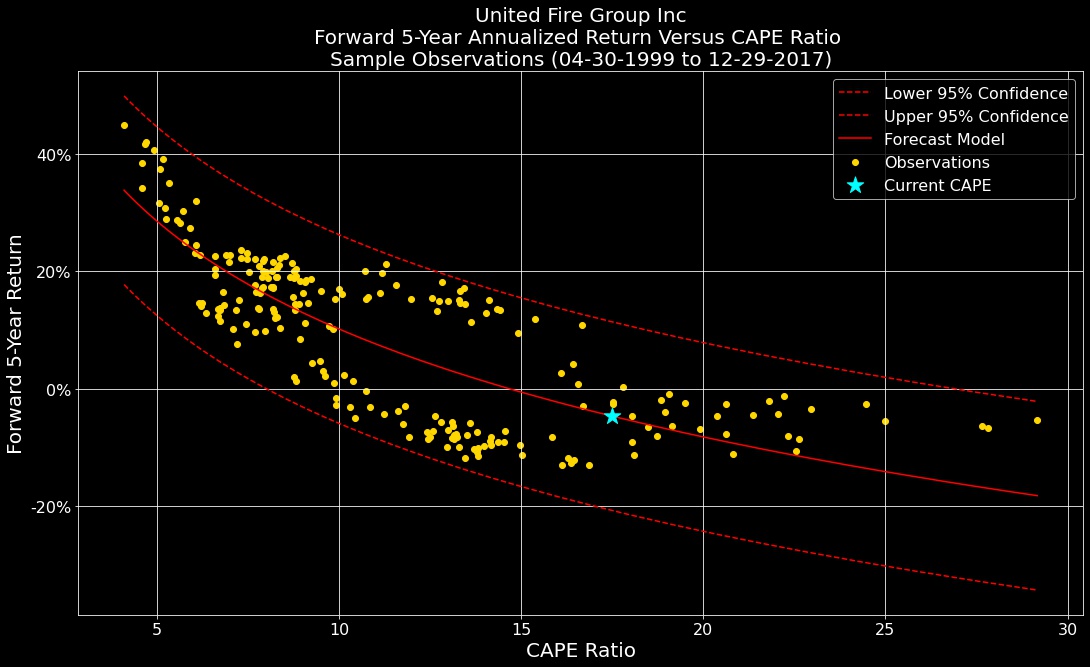 United Fire Group Inc
Forward 5-Year Annualized Return Versus CAPE Ratio
Sample Observations (04-30-1999 to 12-29-2017)
Lower 95% Confidence
Upper 95% Confidence
Forecast Model
Observations
Current CAPE
Forward 5-Year Return
40%
20%
0%
-20%
5
10
15
20
25
30
CAPE Ratio